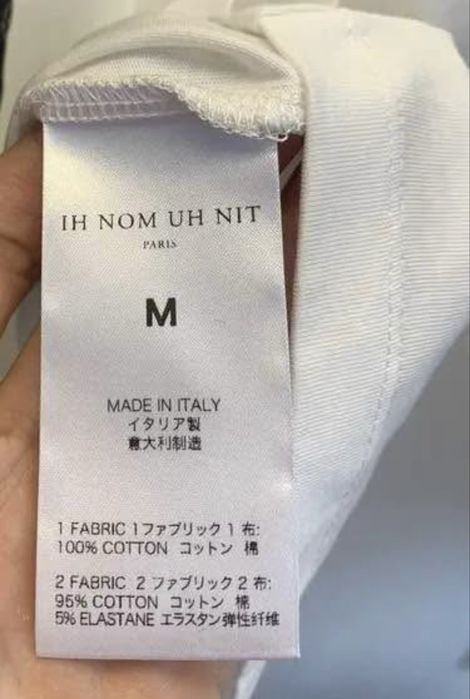 IH NOM UH NIT
PARIS
M
MADE IN ITALY
イタリア製
意大利制造
1 FABRIC 1ファブリック 1 布:
100% COTTON コットン 棉
2 FABRIC 2 ファブリック 2 布:
95% COTTON コットン 棉
5% ELASTANE エラスタン弹性纤维